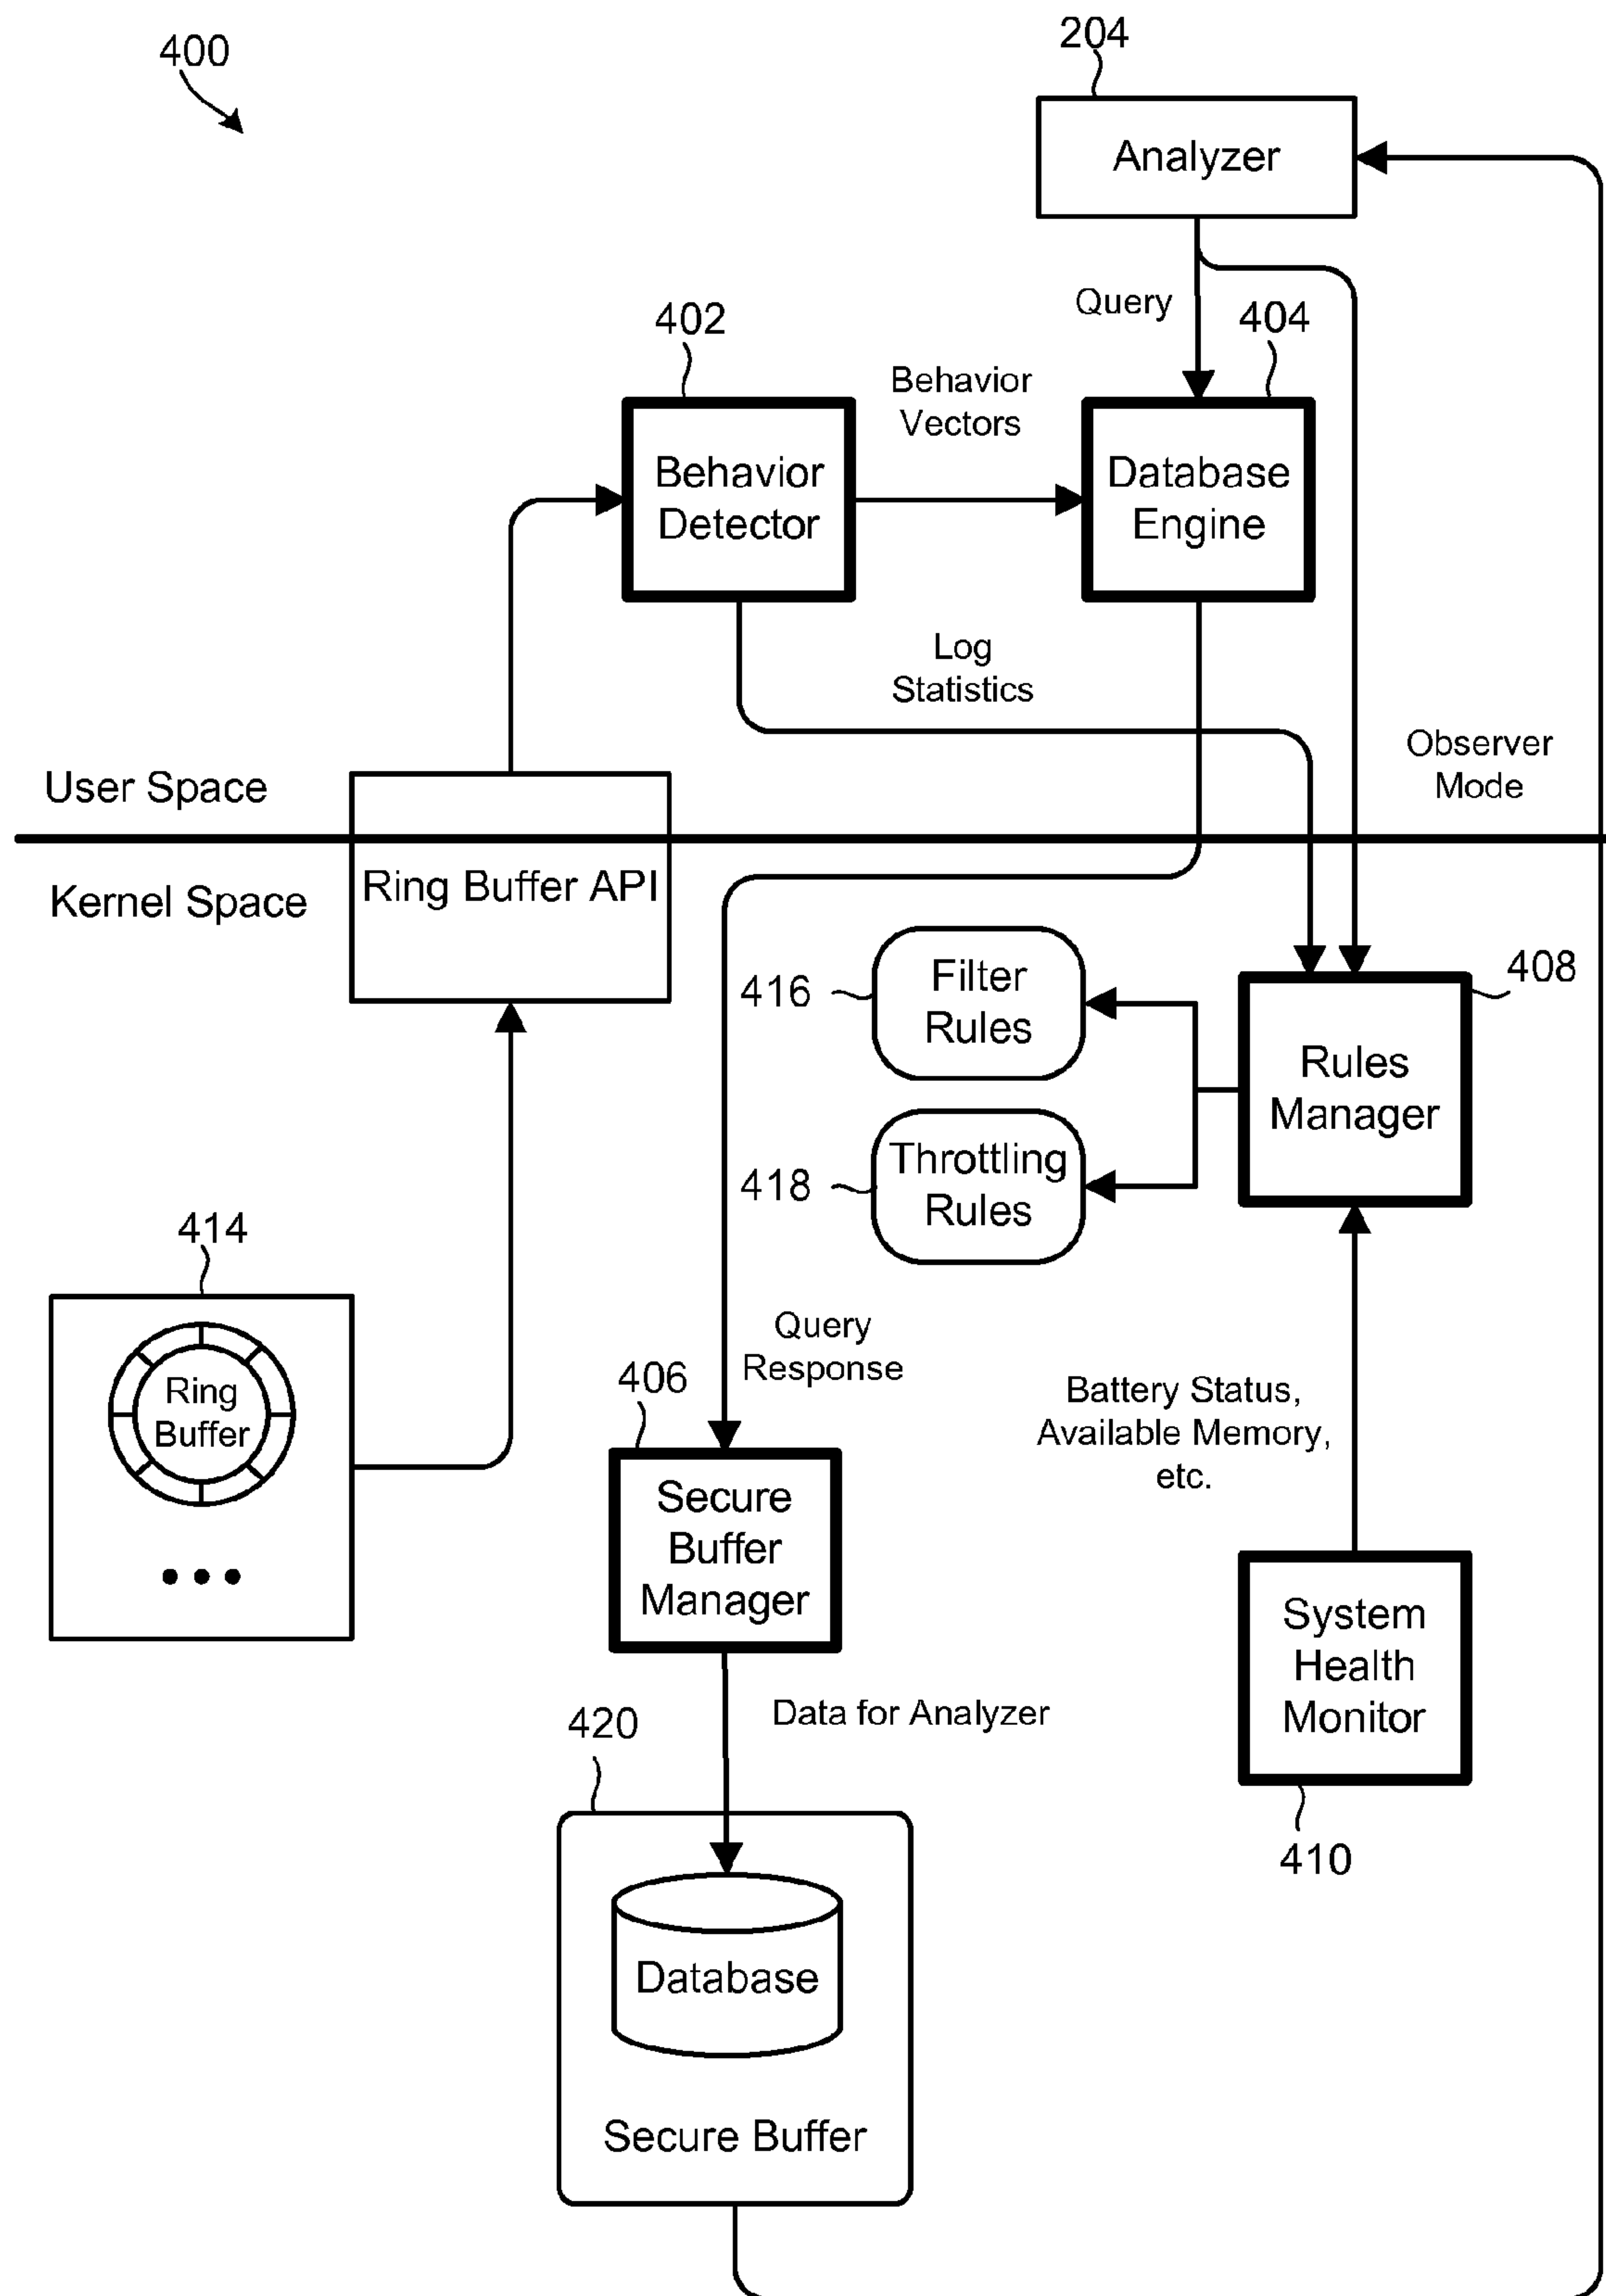 400
204
Analyzer
Query
402
404
Behavior
Vectors
Behavior
Detector
Database
Engine
Log
Statistics
Observer
Mode
User Space
Kernel Space
Ring Buffer API
416
Filter
Rules
408
Rules
Manager
418
Throttling
Rules
414
Ring
Buffer
Query
Response
406
Battery Status,
Available Memory,
etc.
Secure
Buffer
Manager
System
Health
Monitor
420
Data for Analyzer
410
Database
Secure Buffer